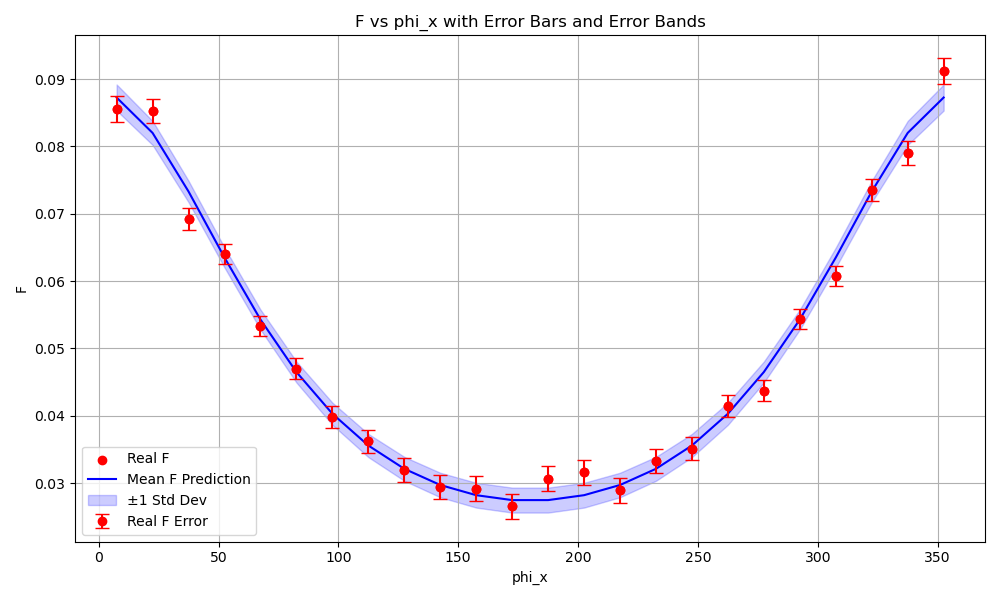 F vs phi_x with Error Bars and Error Bands
F
0.09
0.08
0.07
0.06
0.05
0.04
0.03
Real F
Mean F Prediction
±1 Std Dev
Real F Error
0 50 100 150 200 250 300 350
phi_x